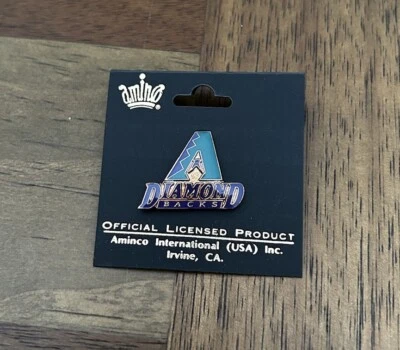 aminco
®
DIAMOND
BACKS
OFFICIAL LICENSED PRODUCT
Aminco International (USA) Inc.
Irvine, CA.